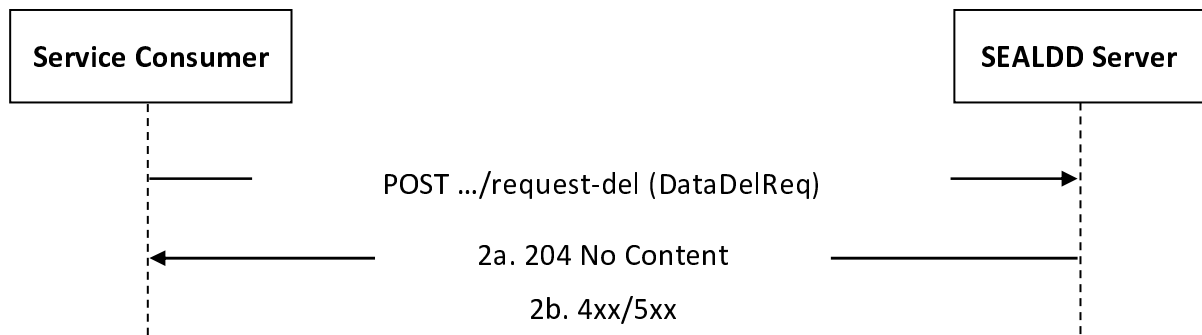 Service Consumer
SEALDD Server
POST .../request-del (DataDelReq)
2a. 204 No Content
2b. 4xx/5xx